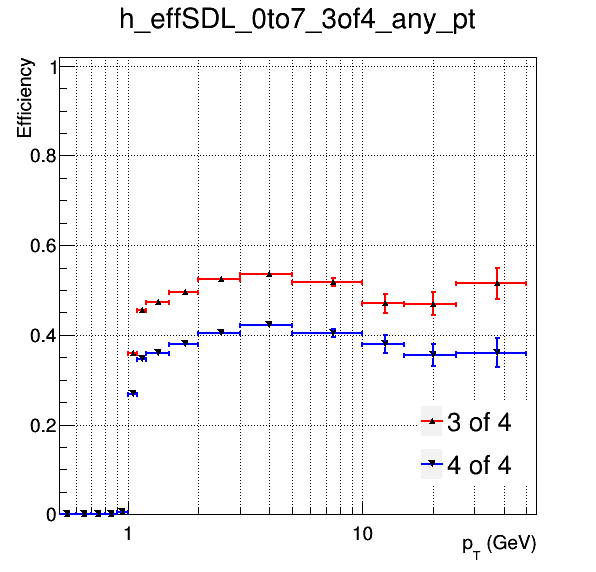 h_effSDL_0to7_3of4_any_pt
Efficiency
1
0.8
0.6
0.4
0.2
0
1
10
p_T (GeV)
3 of 4
4 of 4